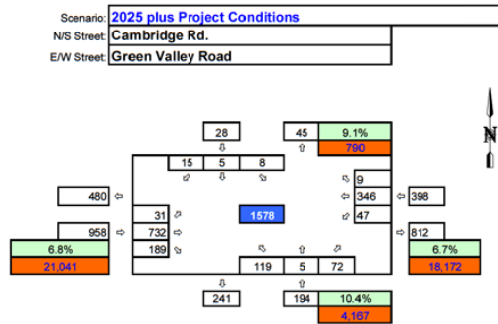 Scenario: 2025 plus Project Conditions
N/S Street: Cambridge Rd.
E/W Street: Green Valley Road
N
28 45 9.1%
790
15 5 8
9
480 346 398
31 1578 47
958 732 812
6.8% 189 6.7%
21,041 119 5 72 18,172
241 194 10.4%
4,167